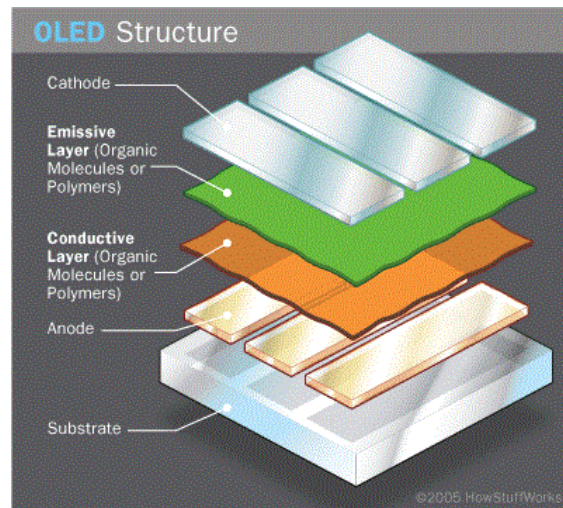 OLED Structure
Cathode
Emissive
Layer (Organic
Molecules or
Polymers)
Conductive
Layer (Organic
Molecules or
Polymers)
Anode
Substrate
©2005 HowStuffWorks